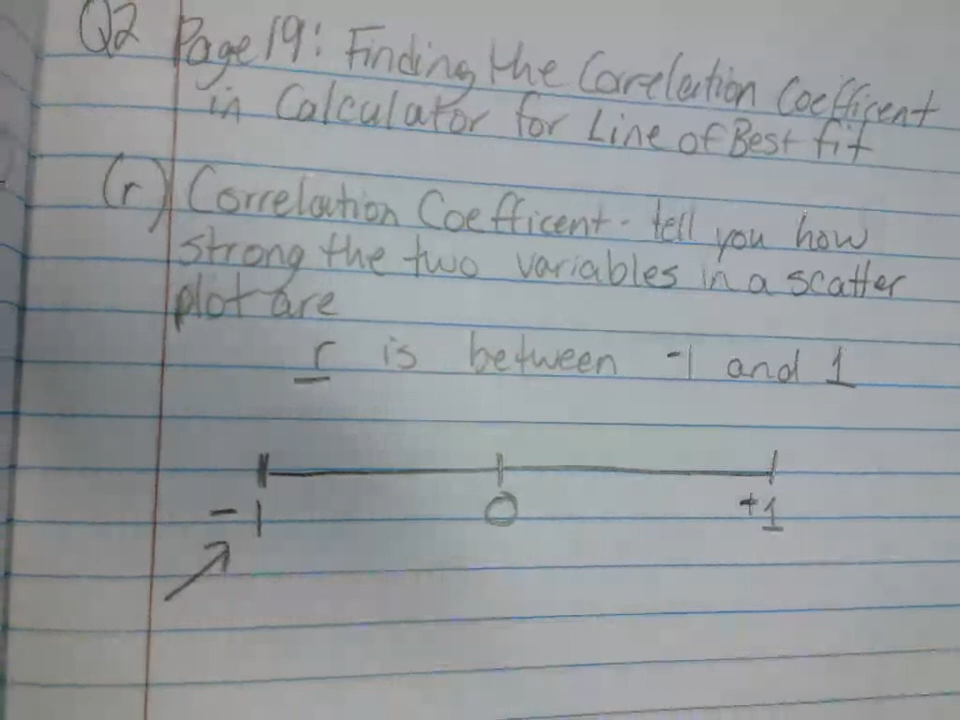 Q2 Page 19: Finding the Correlation Coefficent
in Calculator for Line of Best fit
(r) Correlation Coefficent - tell you how
strong the two variables in a scatter
plot are
r is between -1 and 1
-1 0 +1